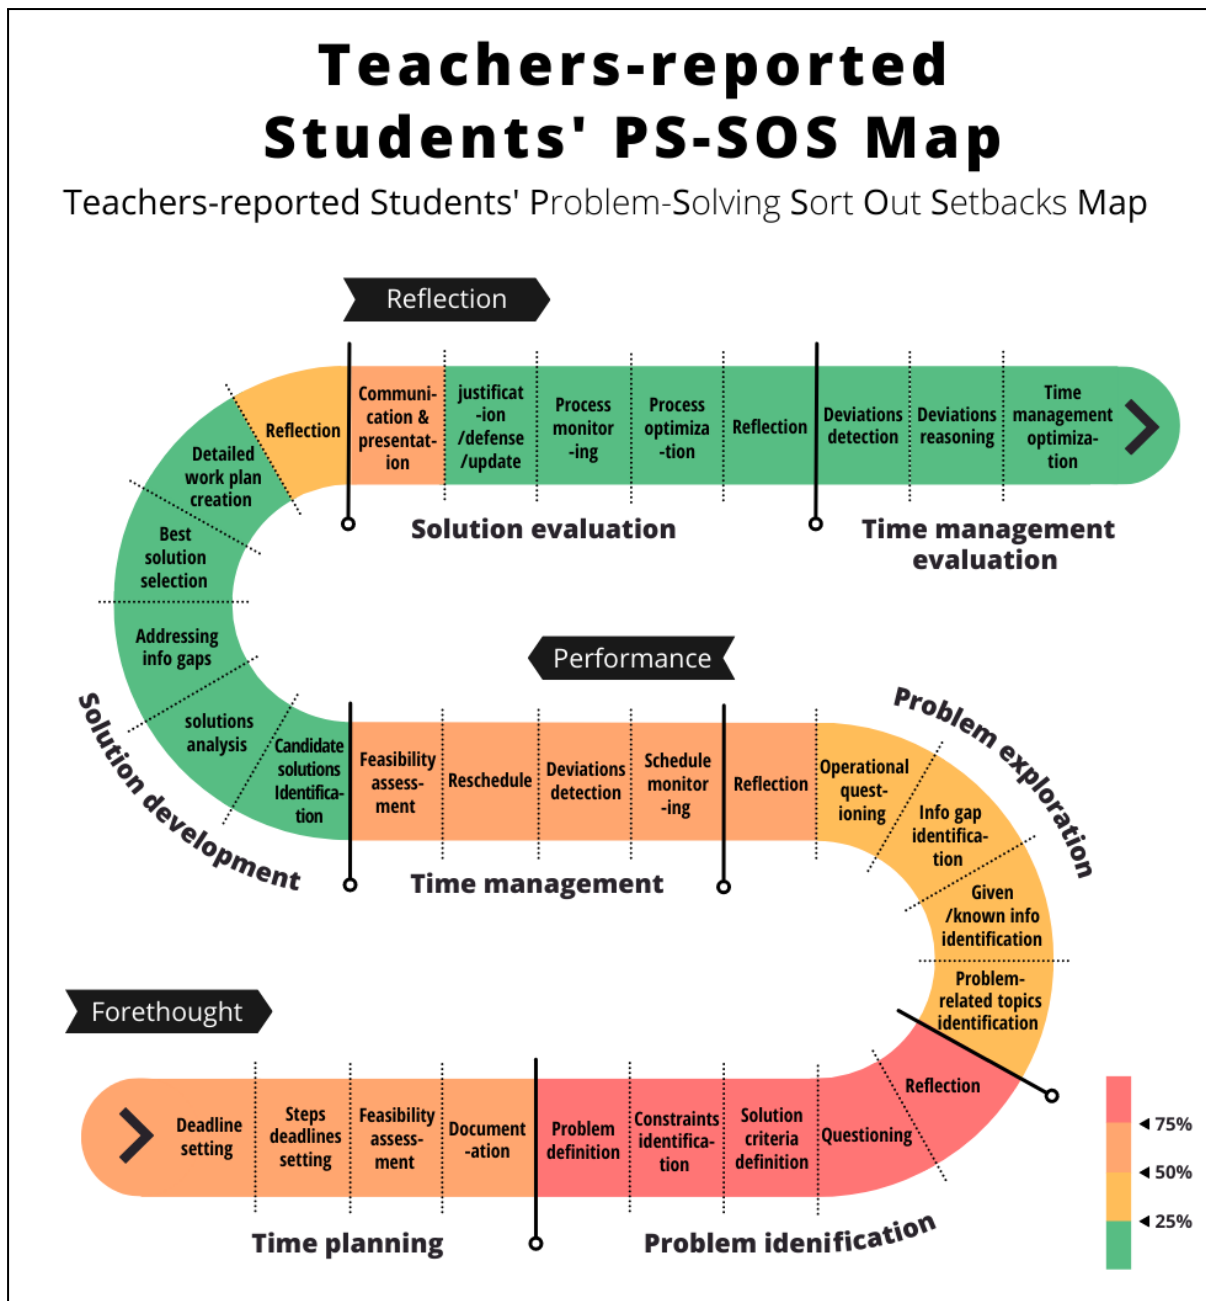 Teachers-reported
Students' PS-SOS Map
Teachers-reported Students' Problem-Solving Sort Out Setbacks Map
Reflection
Reflection
Communi-
cation &
presentat-
ion
justificat
-ion
/defense
/update
Process
monitor
-ing
Process
optimiza
-tion
Reflection
Deviations
detection
Deviations
reasoning
Time
management
optimiza-
tion
Solution evaluation
Time management
evaluation
Detailed
work plan
creation
Best
solution
selection
Addressing
info gaps
solutions
analysis
Candidate
solutions
Identifica-
tion
Solution development
Performance
Feasibility
assess-
ment
Reschedule
Deviations
detection
Schedule
monitor
-ing
Reflection
Operational
quest-
ioning
Info gap
identifica-
tion
Given
/known info
identification
Problem-
related topics
identification
Problem exploration
Time management
Forethought
Deadline
setting
Steps
deadlines
setting
Feasibility
assess-
ment
Document
-ation
Problem
definition
Constraints
identifica-
tion
Solution
criteria
definition
Questioning
Reflection
Time planning
Problem idenification
75%
50%
25%